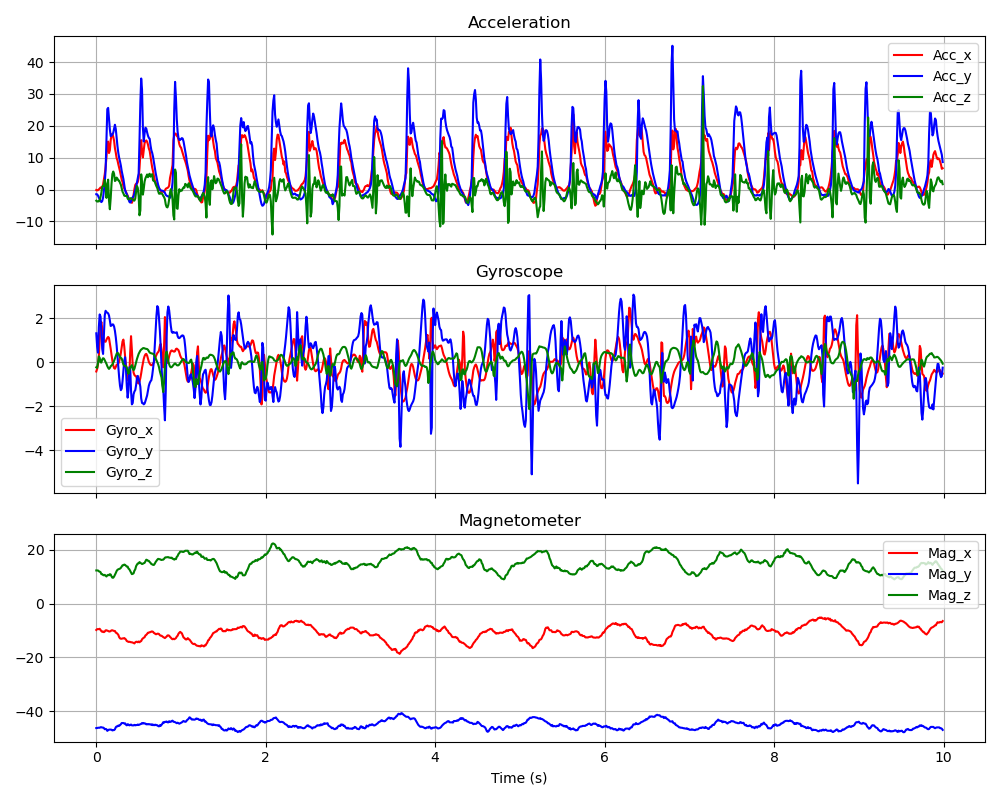 Acceleration
40
30
20
10
0
−10
Acc_x
Acc_y
Acc_z
Gyroscope
2
0
−2
−4
Gyro_x
Gyro_y
Gyro_z
Magnetometer
20
0
−20
−40
Mag_x
Mag_y
Mag_z
0 2 4 6 8 10
Time (s)